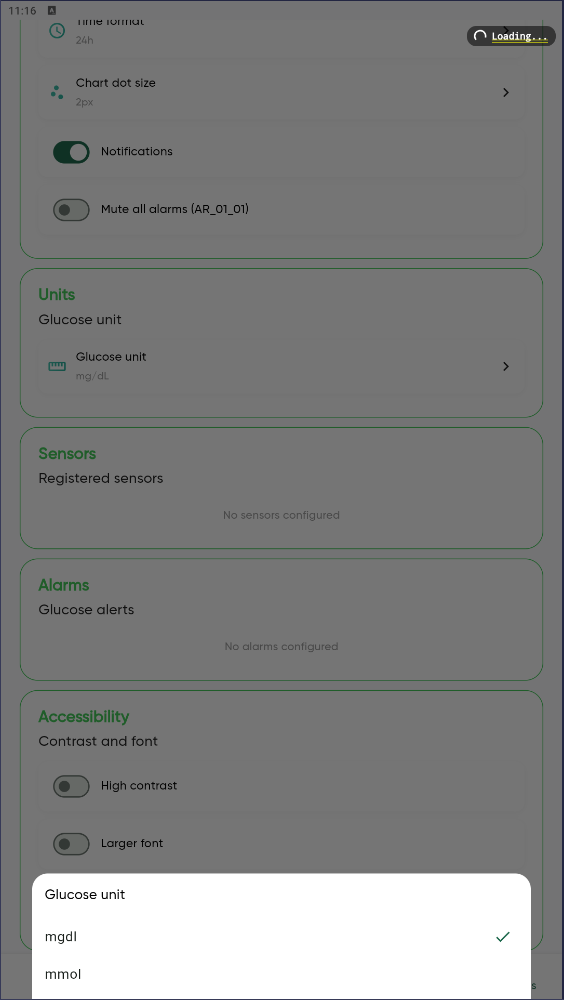 11:16
A
Time format
Loading...
24h
Chart dot size
2px
Notifications
Mute all alarms (AR_01_01)
Units
Glucose unit
Glucose unit
mg/dL
Sensors
Registered sensors
No sensors configured
Alarms
Glucose alerts
No alarms configured
Accessibility
Contrast and font
High contrast
Larger font
Glucose unit
mgdl
mmol